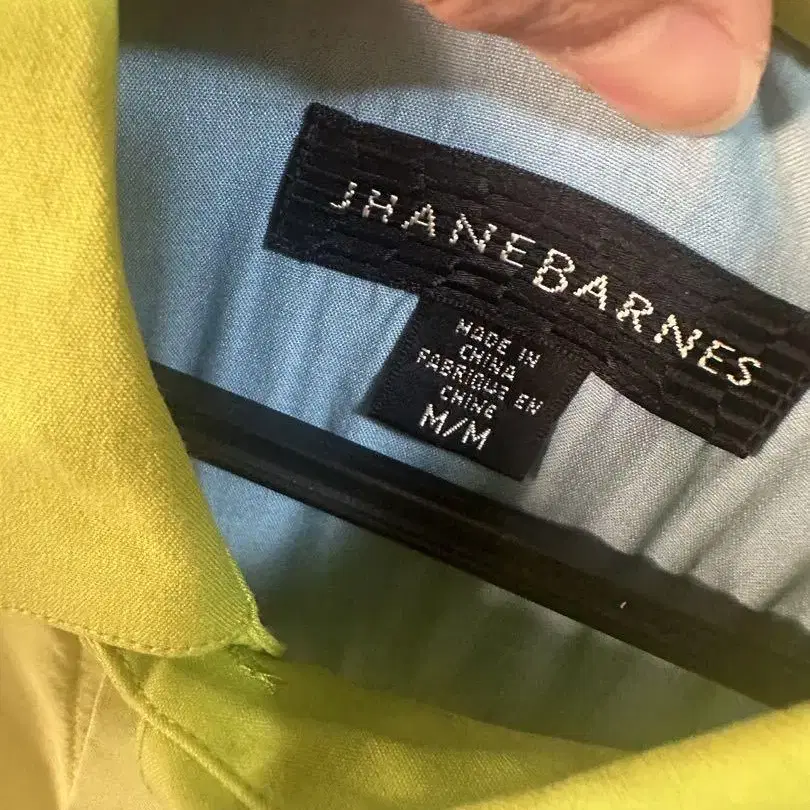 JHANEBARNES
MADE IN
CHINA
FABRIQUE EN
CHINE
M/M